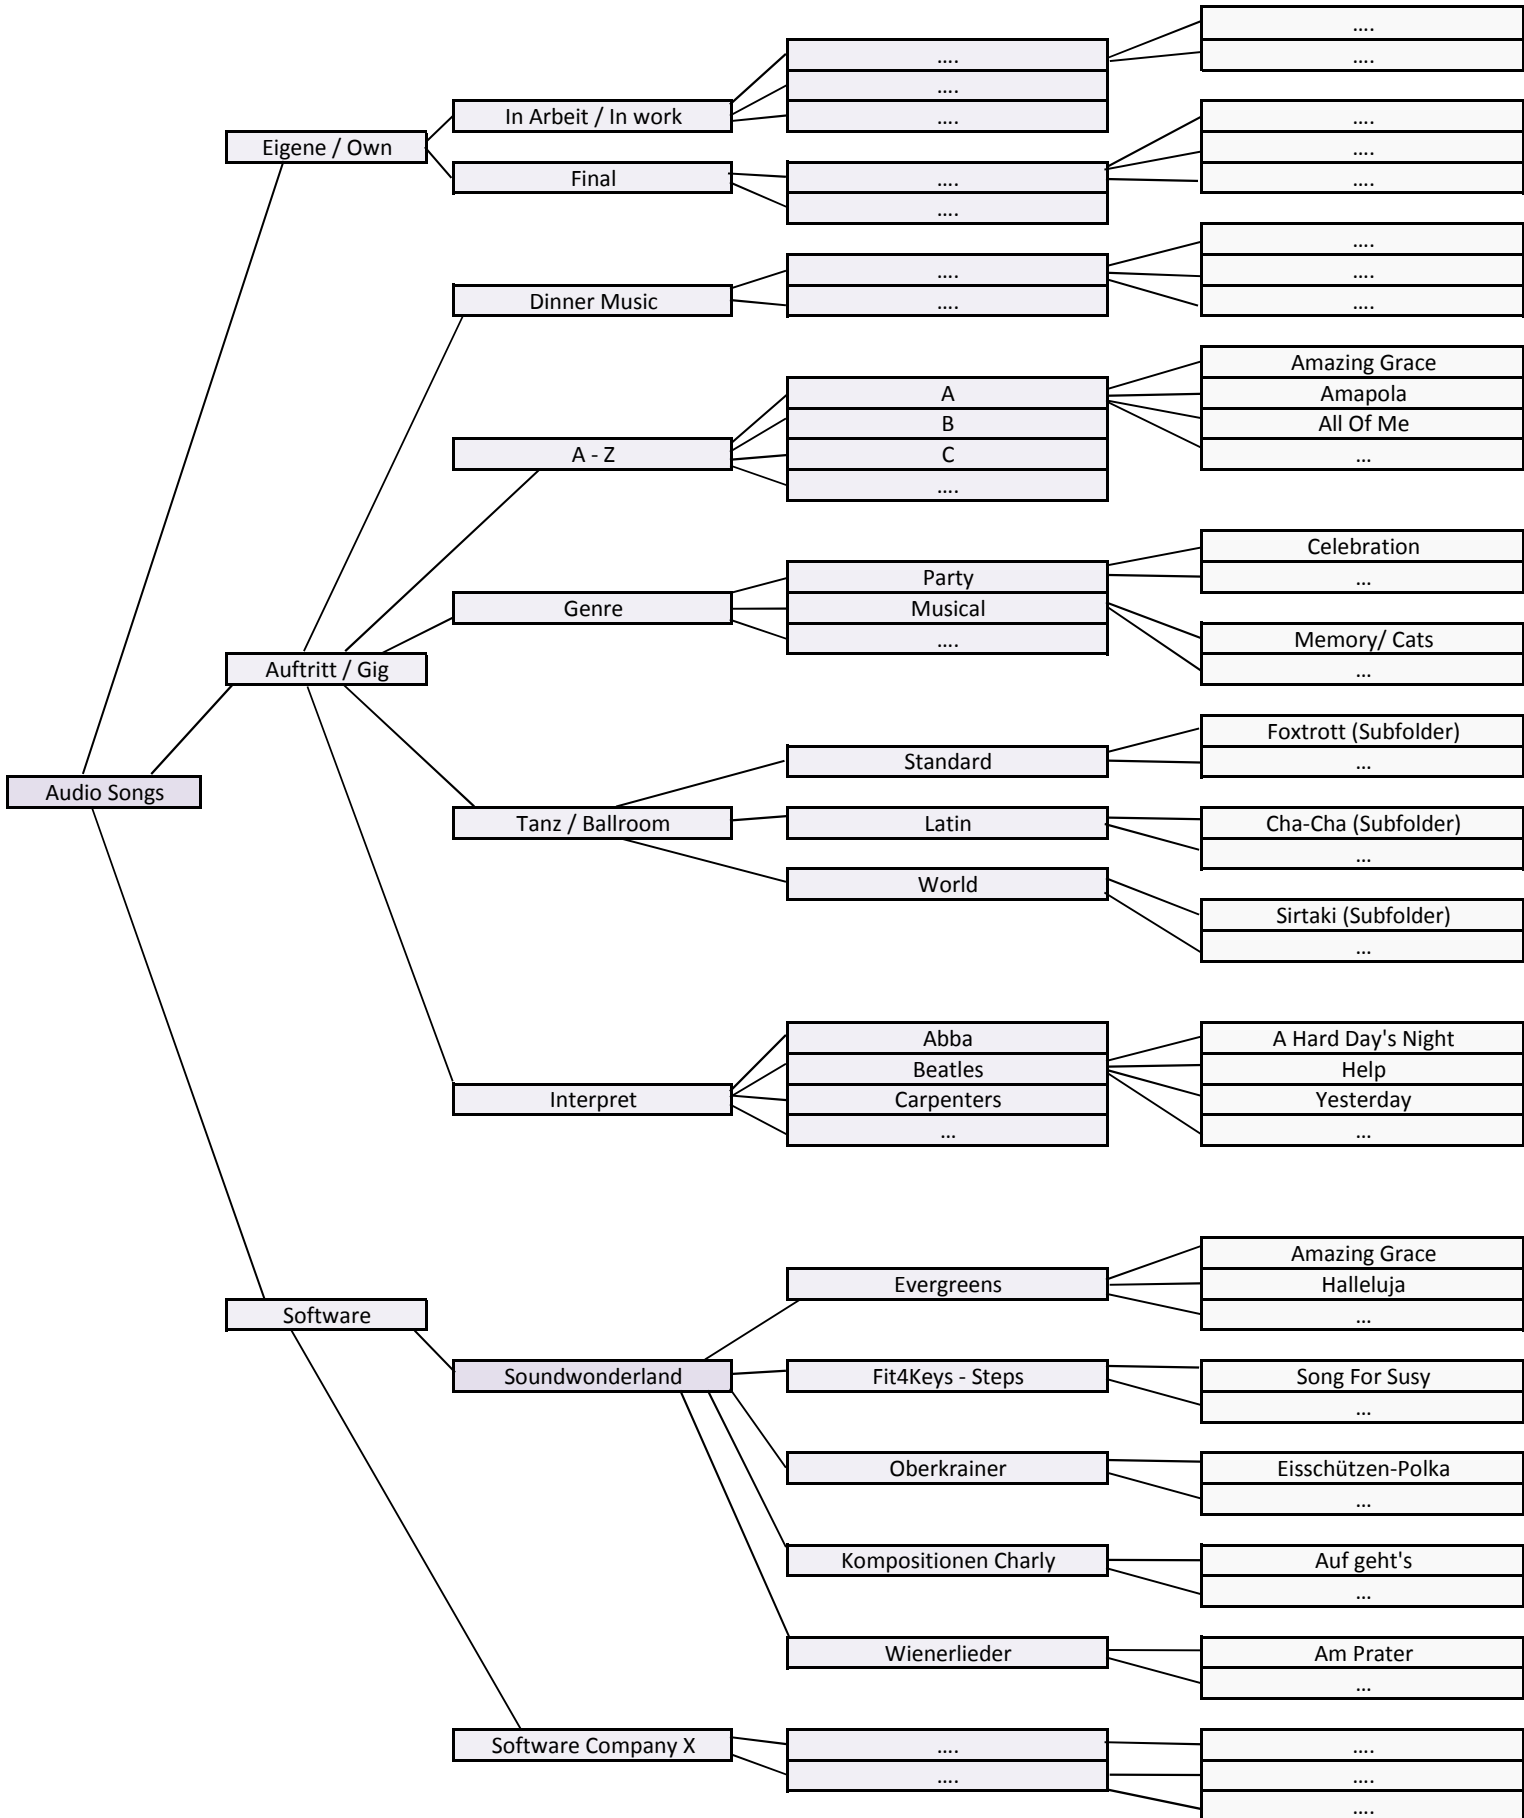 ....
....
....
....
In Arbeit / In work
....
....
Eigene / Own
....
Final
....
....
....
....
....
....
Dinner Music
....
....
Amazing Grace
A
Amapola
B
All Of Me
A - Z
C
...
....
Celebration
Party
...
Genre
Musical
....
Memory/ Cats
Auftritt / Gig
...
Foxtrott (Subfolder)
Standard
...
Audio Songs
Tanz / Ballroom
Latin
Cha-Cha (Subfolder)
...
World
Sirtaki (Subfolder)
...
Abba
A Hard Day's Night
Beatles
Help
Interpret
Carpenters
Yesterday
...
...
Amazing Grace
Evergreens
Halleluja
Software
...
Soundwonderland
Fit4Keys - Steps
Song For Susy
...
Oberkrainer
Eisschützen-Polka
...
Kompositionen Charly
Auf geht's
...
Wienerlieder
Am Prater
...
Software Company X
....
....
....
....
....